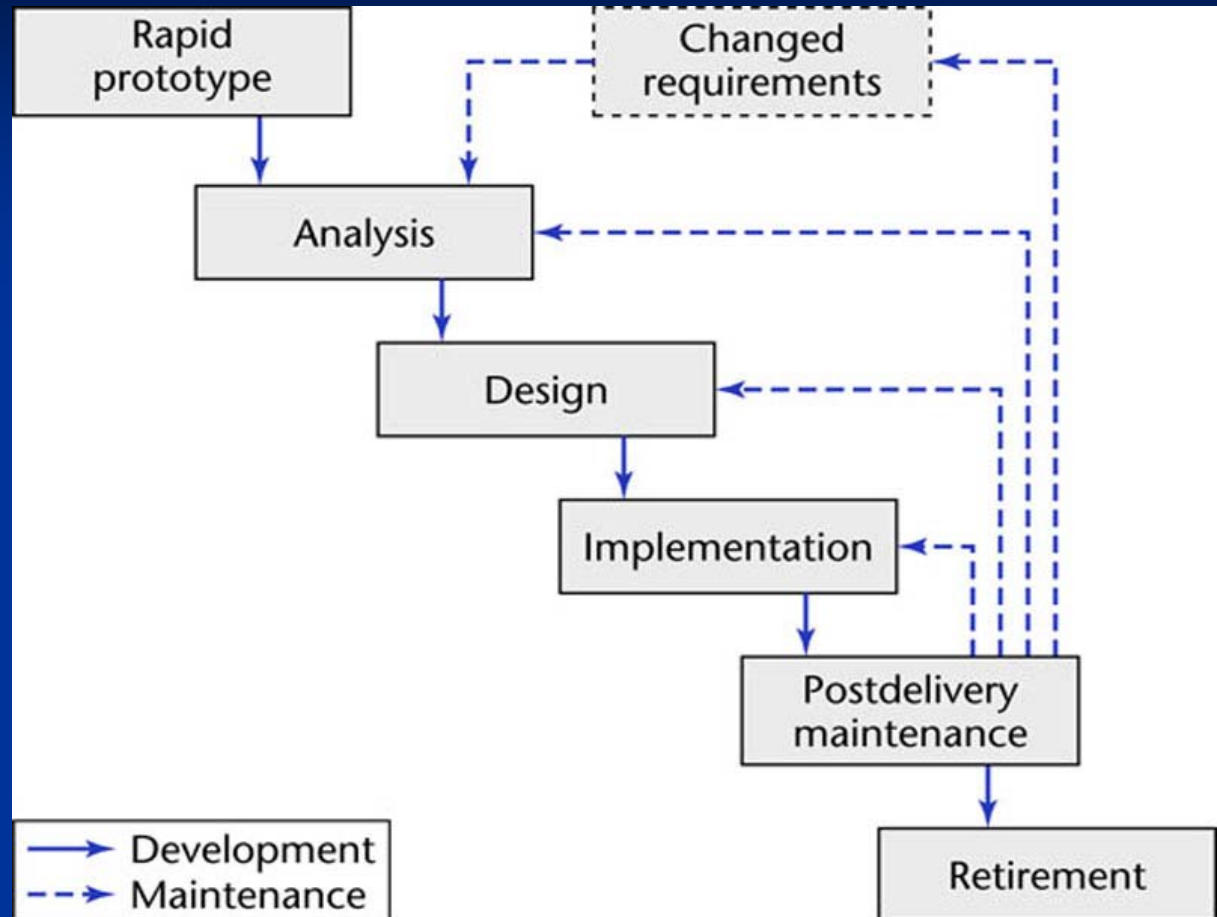 Rapid
prototype
Changed
requirements
Analysis
Design
Implementation
Postdelivery
maintenance
Retirement
Development
Maintenance